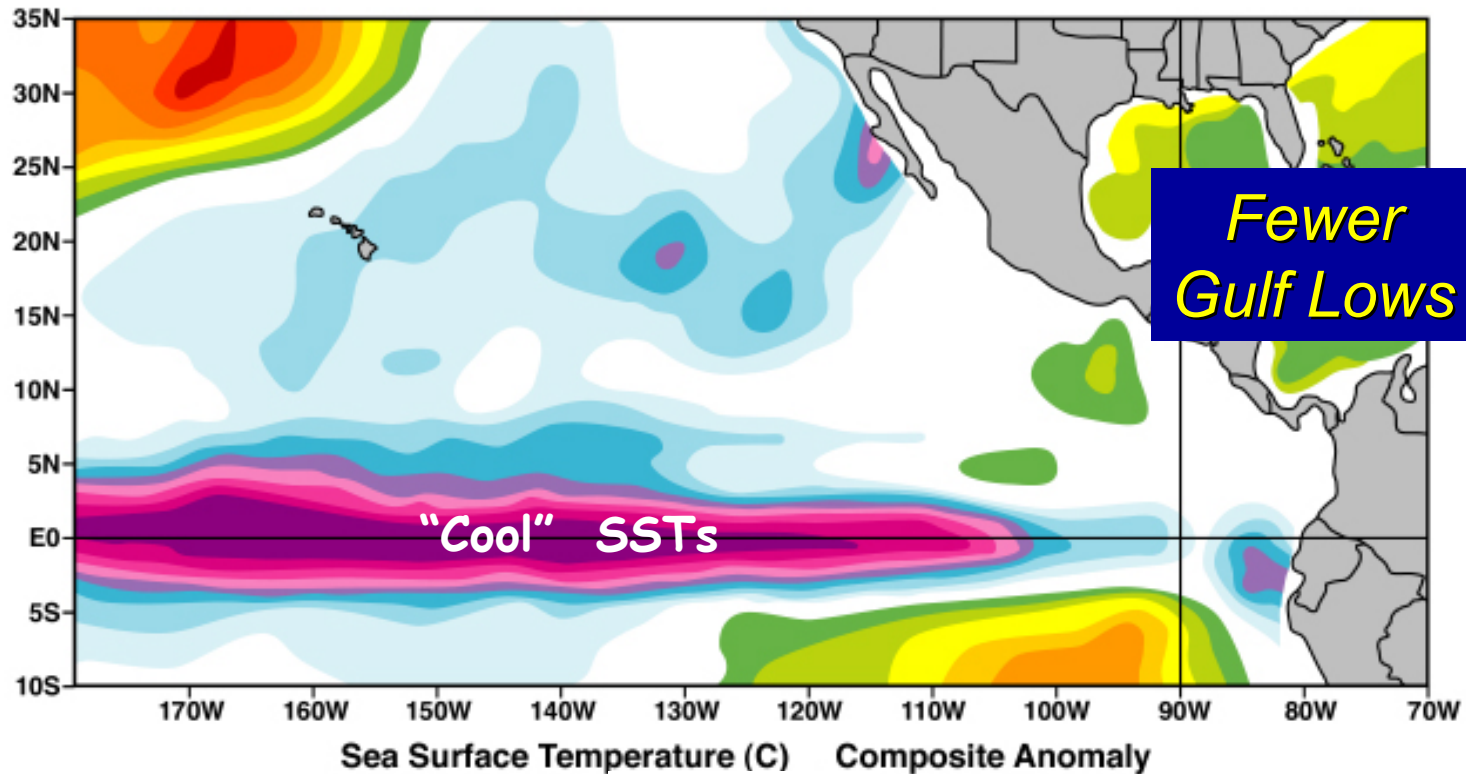 35N
30N
25N
20N
15N
10N
5N
E0
5S
10S
Fewer
Gulf Lows
“Cool” SSTs
170W 160W 150W 140W 130W 120W 110W 100W 90W 80W 70W
Sea Surface Temperature (C) Composite Anomaly